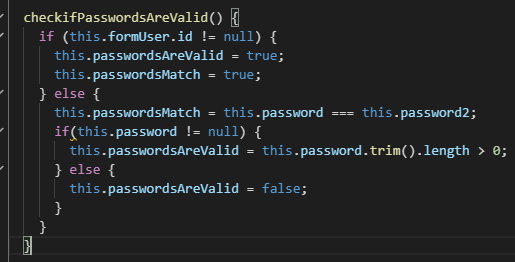 checkifPasswordsAreValid() {
  if (this.formUser.id != null) {
    this.passwordsAreValid = true;
    this.passwordsMatch = true;
  } else {
    this.passwordsMatch = this.password === this.password2;
    if(this.password != null) {
      this.passwordsAreValid = this.password.trim().length > 0;
    } else {
      this.passwordsAreValid = false;
    }
  }
}